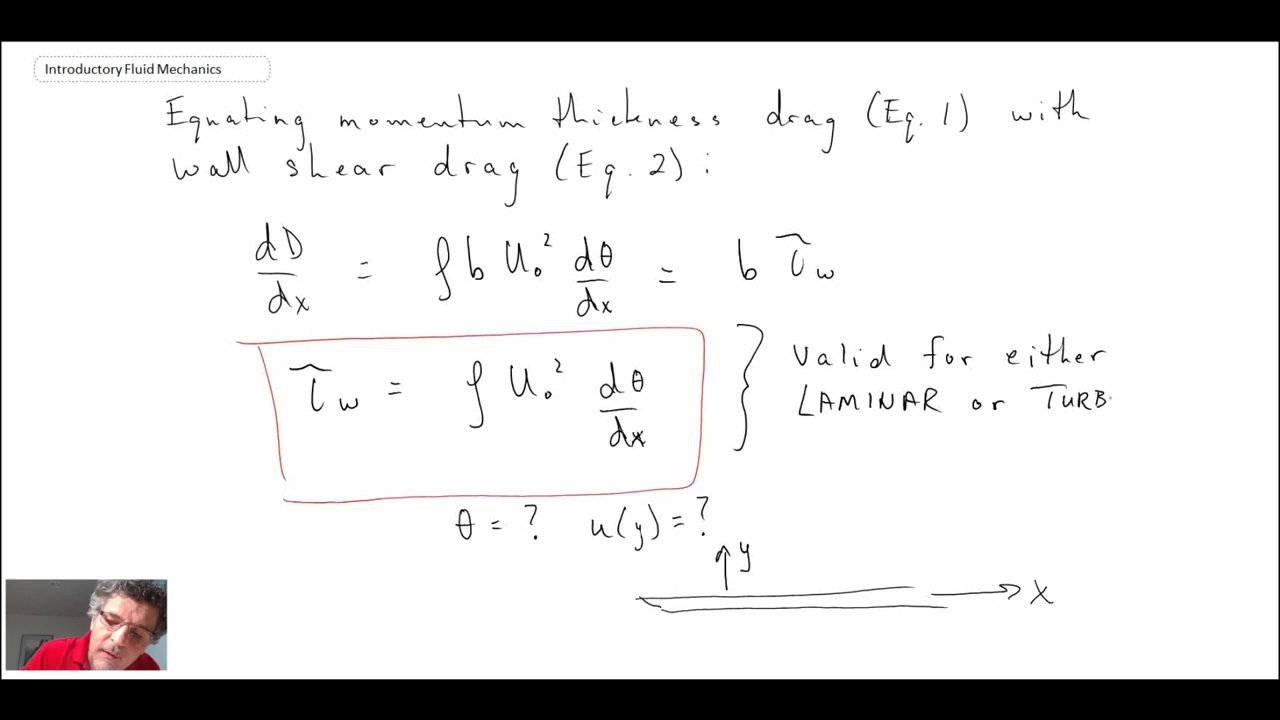 Introductory Fluid Mechanics
Equating momentum thickness drag (Eq. 1) with
wall shear drag (Eq. 2):
dD/dx = ρ b U₀² dθ/dx = b τw
τw = ρ U₀² dθ/dx
} Valid for either
LAMINAR or TURB
θ = ? u(y) = ?
y
x